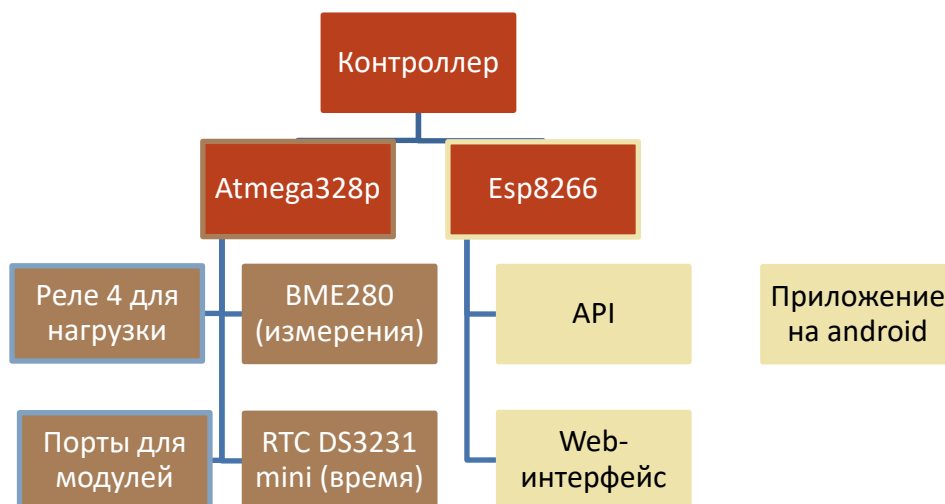 Контроллер
Atmega328p
Esp8266
Реле 4 для
нагрузки
BME280
(измерения)
API
Приложение
на android
Порты для
модулей
RTC DS3231
mini (время)
Web-
интерфейс